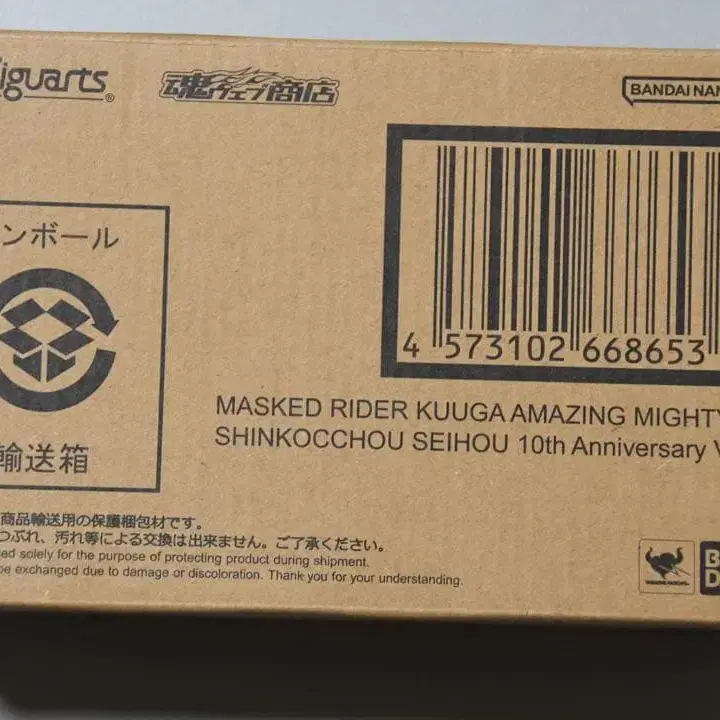 iguarts®
魂ウェブ商店
BANDAI NAM
ンボール
輸送箱
4 573102 668653
MASKED RIDER KUUGA AMAZING MIGHTY
SHINKOCCHOU SEIHOU 10th Anniversary V
商品輸送用の保護梱包材です。
つぶれ、汚れ等による交換は出来ません。ご了承ください。
ed solely for the purpose of protecting product during shipment.
be exchanged due to damage or discoloration. Thank you for your understanding.
B
D